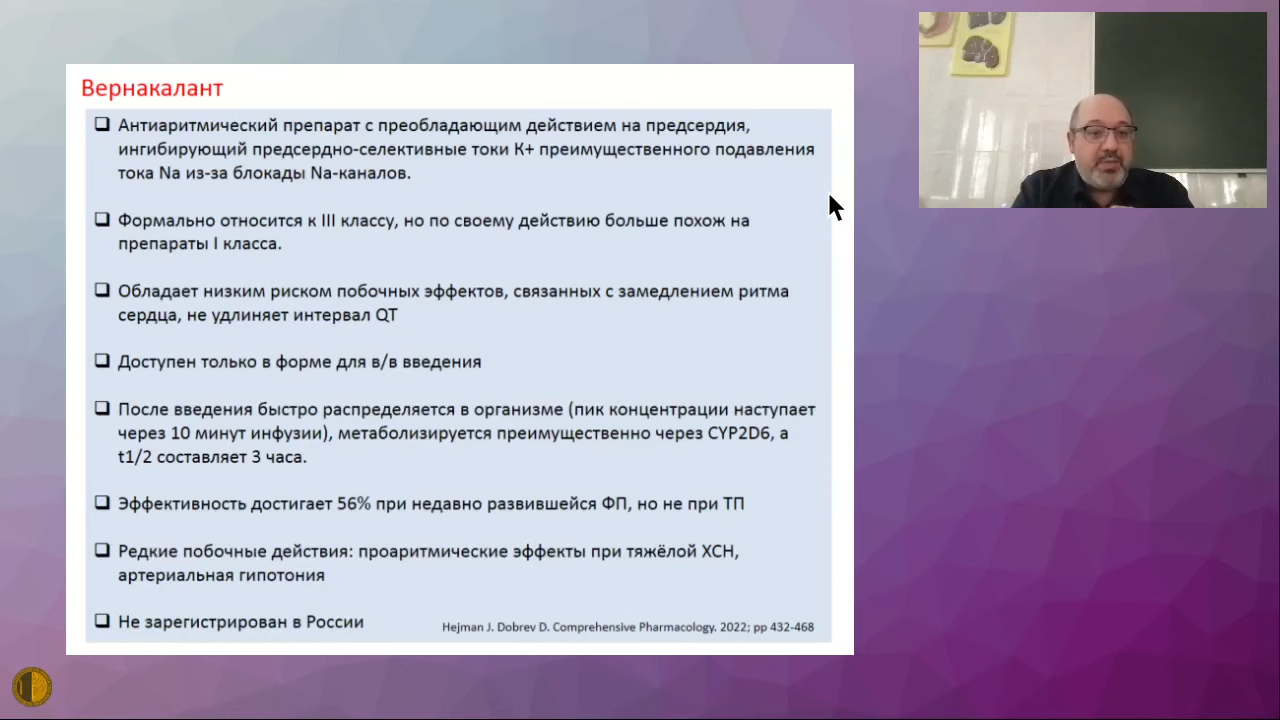 Вернакалант
Антиаритмический препарат с преобладающим действием на предсердия,
ингибирующий предсердно-селективные токи К+ преимущественного подавления
тока Na из-за блокады Na-каналов.
Формально относится к III классу, но по своему действию больше похож на
препараты I класса.
Обладает низким риском побочных эффектов, связанных с замедлением ритма
сердца, не удлиняет интервал QT
Доступен только в форме для в/в введения
После введения быстро распределяется в организме (пик концентрации наступает
через 10 минут инфузии), метаболизируется преимущественно через CYP2D6, а
t1/2 составляет 3 часа.
Эффективность достигает 56% при недавно развившейся ФП, но не при ТП
Редкие побочные действия: проаритмические эффекты при тяжёлой ХСН,
артериальная гипотония
Не зарегистрирован в России
Hejman J. Dobrev D. Comprehensive Pharmacology. 2022; pp 432-468